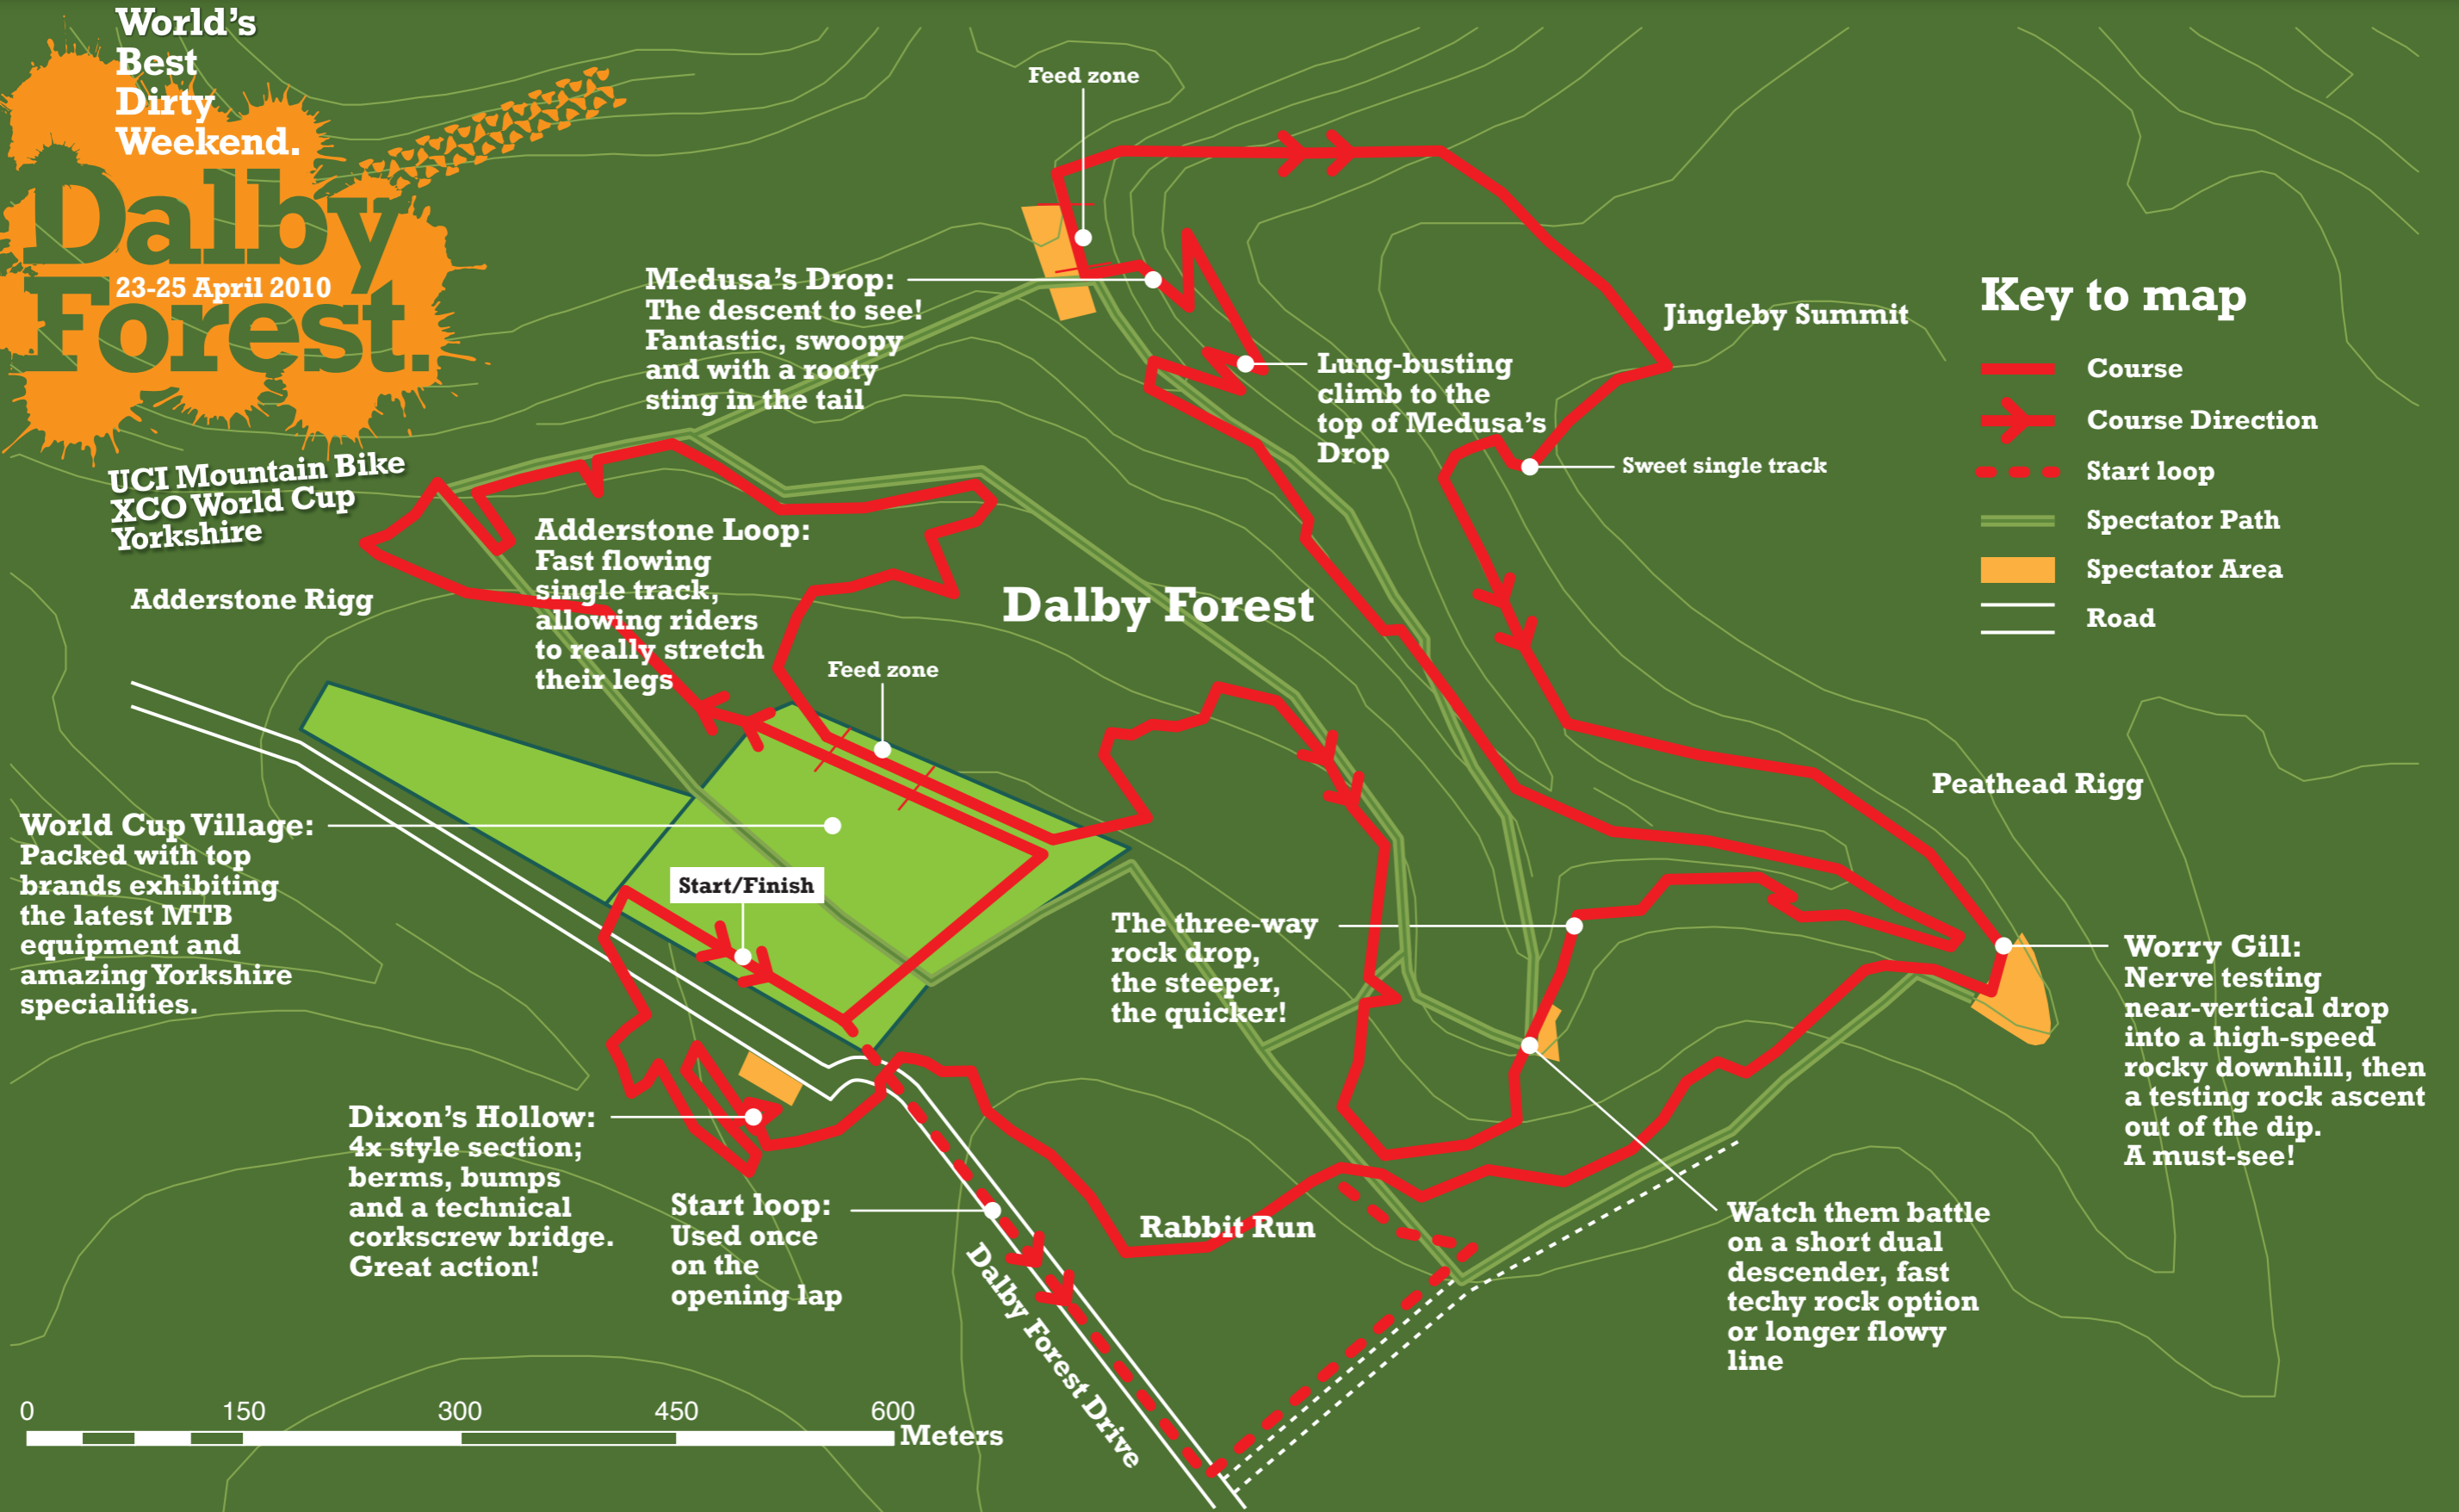 World's
Best
Dirty
Weekend.
Dalby
23-25 April 2010
Forest.
UCI Mountain Bike
XCO World Cup
Yorkshire
Feed zone
Medusa's Drop:
The descent to see!
Fantastic, swoopy
and with a rooty
sting in the tail
Lung-busting
climb to the
top of Medusa's
Drop
Jingleby Summit
Sweet single track
Key to map
Course
Course Direction
Start loop
Spectator Path
Spectator Area
Road
Adderstone Rigg
Adderstone Loop:
Fast flowing
single track,
allowing riders
to really stretch
their legs
Dalby Forest
Feed zone
Peathead Rigg
World Cup Village:
Packed with top
brands exhibiting
the latest MTB
equipment and
amazing Yorkshire
specialities.
Start/Finish
The three-way
rock drop,
the steeper,
the quicker!
Worry Gill:
Nerve testing
near-vertical drop
into a high-speed
rocky downhill, then
a testing rock ascent
out of the dip.
A must-see!
Dixon's Hollow:
4x style section;
berms, bumps
and a technical
corkscrew bridge.
Great action!
Start loop:
Used once
on the
opening lap
Rabbit Run
Dalby Forest Drive
Watch them battle
on a short dual
descender, fast
techy rock option
or longer flowy
line
0 150 300 450 600
Meters